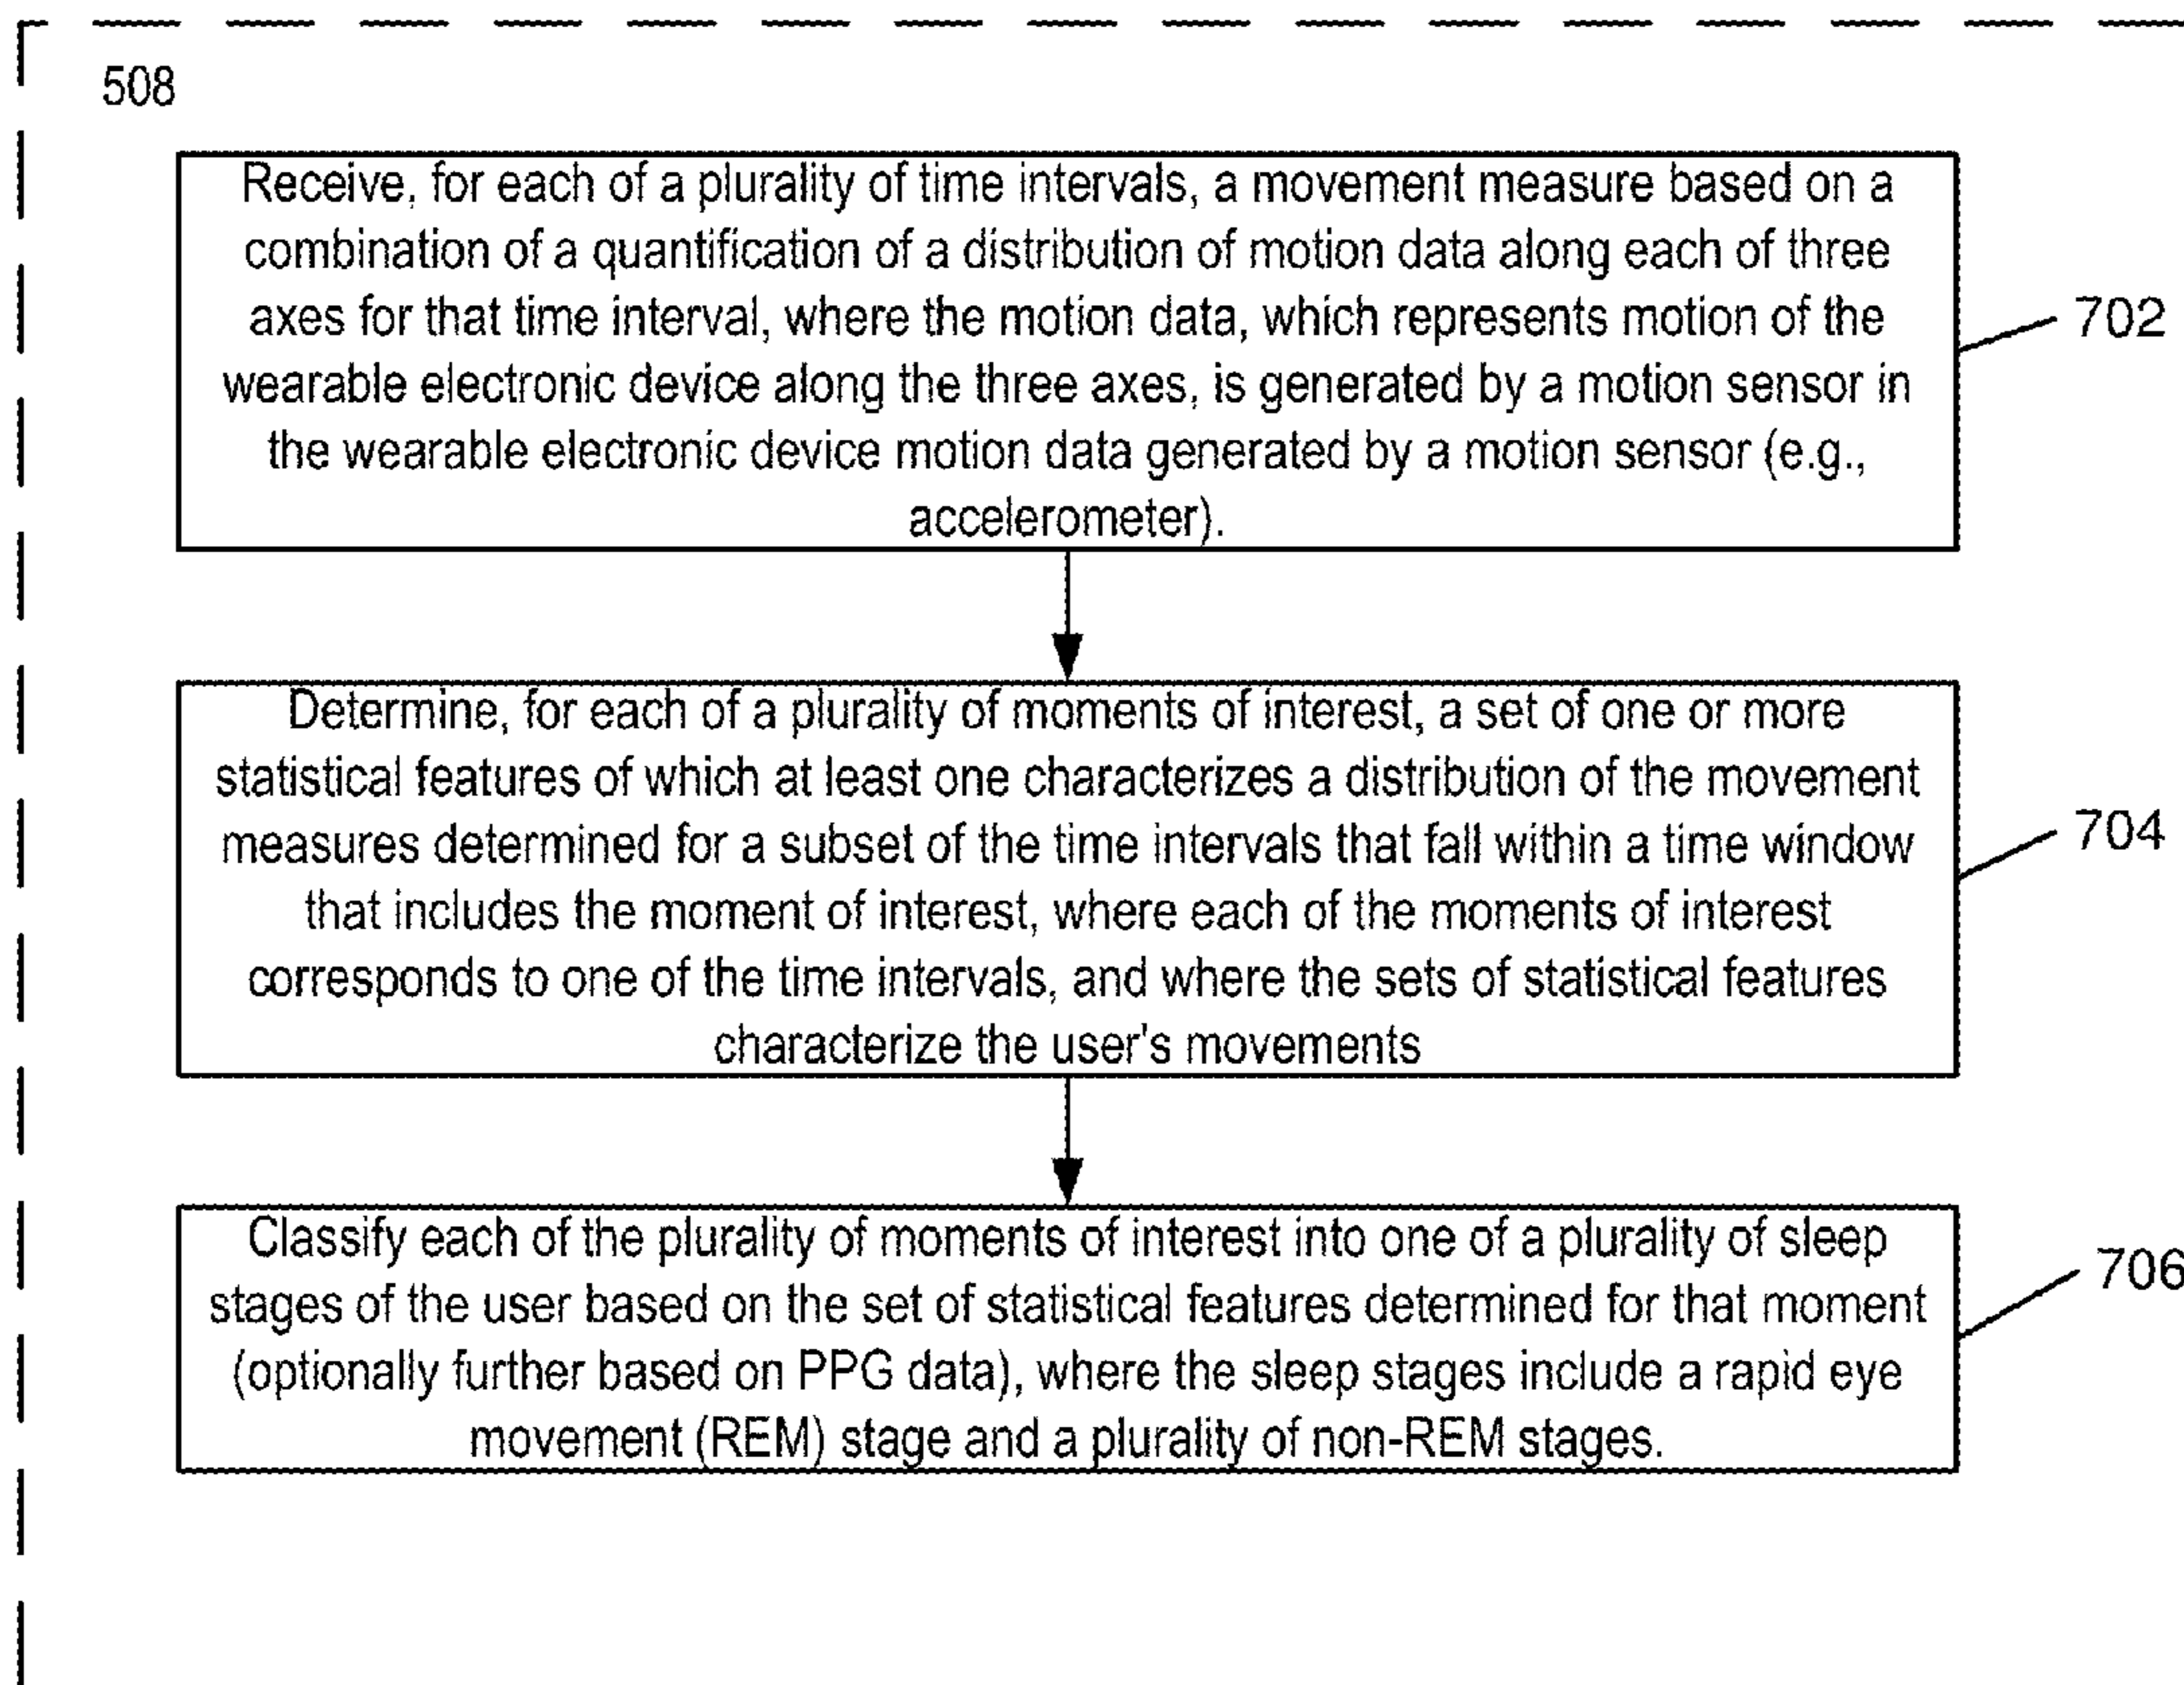 508
Receive, for each of a plurality of time intervals, a movement measure based on a
combination of a quantification of a distribution of motion data along each of three
axes for that time interval, where the motion data, which represents motion of the
wearable electronic device along the three axes, is generated by a motion sensor in
the wearable electronic device motion data generated by a motion sensor (e.g.,
accelerometer).
702
Determine, for each of a plurality of moments of interest, a set of one or more
statistical features of which at least one characterizes a distribution of the movement
measures determined for a subset of the time intervals that fall within a time window
that includes the moment of interest, where each of the moments of interest
corresponds to one of the time intervals, and where the sets of statistical features
characterize the user's movements
704
Classify each of the plurality of moments of interest into one of a plurality of sleep
stages of the user based on the set of statistical features determined for that moment
(optionally further based on PPG data), where the sleep stages include a rapid eye
movement (REM) stage and a plurality of non-REM stages.
706